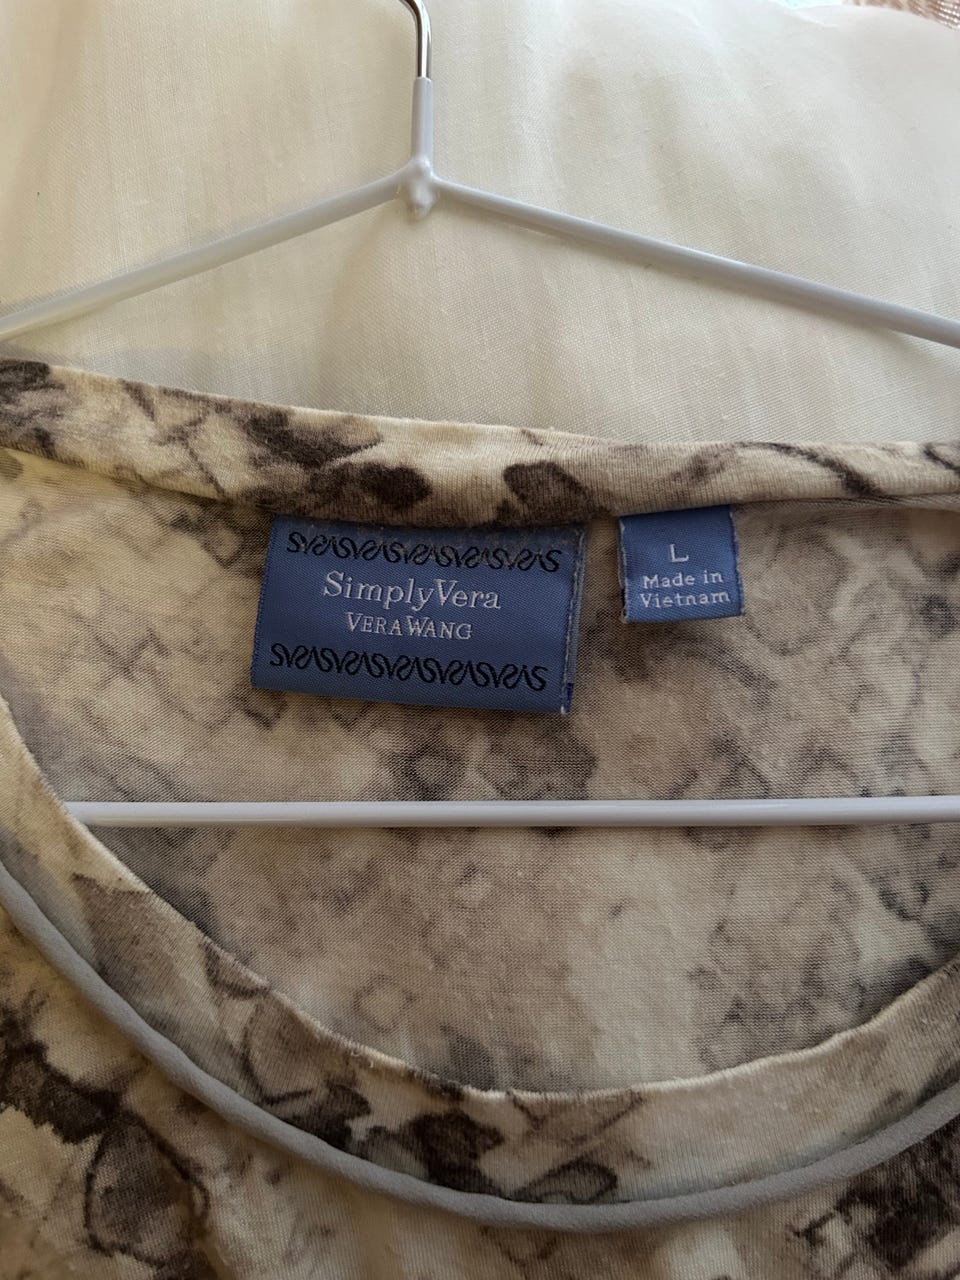 SimplyVera
VERA WANG
L
Made in
Vietnam